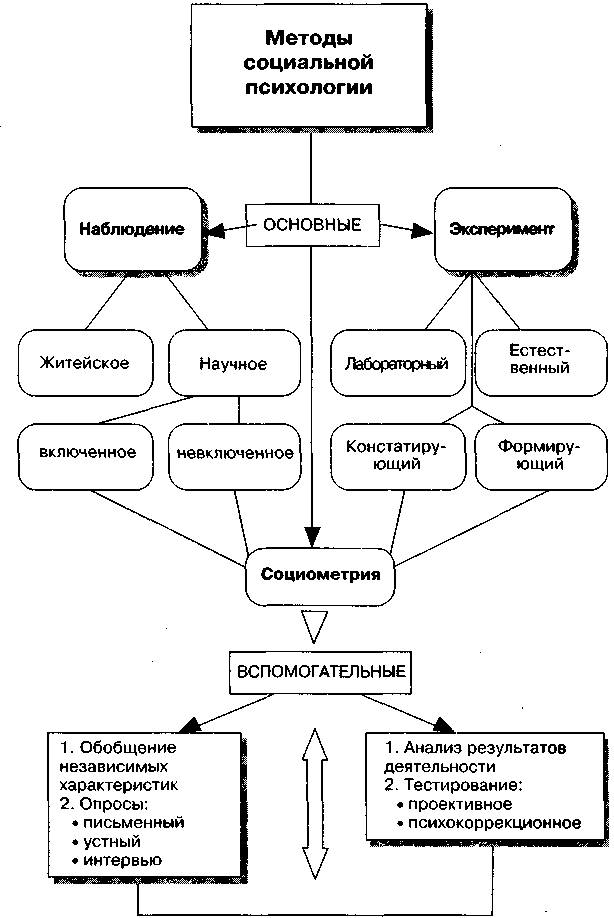 Методы
социальной
психологии
Наблюдение
ОСНОВНЫЕ
Эксперимент
Житейское
Научное
Лабораторный
Естест-
венный
включенное
невключенное
Констатиру-
ющий
Формиру-
ющий
Социометрия
ВСПОМОГАТЕЛЬНЫЕ
1. Обобщение
независимых
характеристик
2. Опросы:
• письменный
• устный
• интервью
1. Анализ результатов
деятельности
2. Тестирование:
• проективное
• психокоррекционное